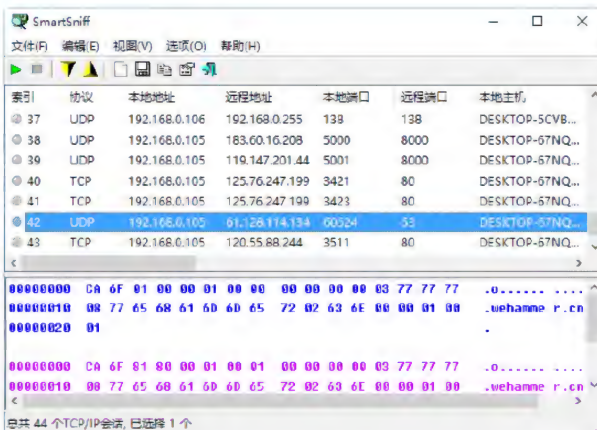 SmartSniff
文件(F) 编辑(E) 视图(V) 选项(O) 帮助(H)
索引 协议 本地地址 远程地址 本地端口 远程端口 本地主机
37 UDP 192.168.0.106 192.168.0.255 138 138 DESKTOP-5CVB...
38 UDP 192.168.0.105 183.60.16.208 5000 8000 DESKTOP-67NQ...
39 UDP 192.168.0.105 119.147.201.44 5001 8000 DESKTOP-67NQ...
40 TCP 192.168.0.105 125.76.247.199 3421 80 DESKTOP-67NQ...
41 TCP 192.168.0.105 125.76.247.199 3423 80 DESKTOP-67NQ...
42 UDP 192.168.0.105 61.128.114.134 60524 53 DESKTOP-67NQ...
43 TCP 192.168.0.105 120.55.88.244 3511 80 DESKTOP-67NQ...
00000000 CA 6F 01 00 00 01 00 00 00 00 00 00 03 77 77 77 .o...... ....
00000010 08 77 65 68 61 6D 6D 65 72 02 63 6E 00 00 01 00 .wehamme r.cn
00000020 01 .
00000000 CA 6F 81 80 00 01 00 01 00 00 00 00 03 77 77 77 .o...... ....
00000010 08 77 65 68 61 6D 6D 65 72 02 63 6E 00 00 01 00 .wehamme r.cn
总共 44 个TCP/IP会话, 已选择 1 个